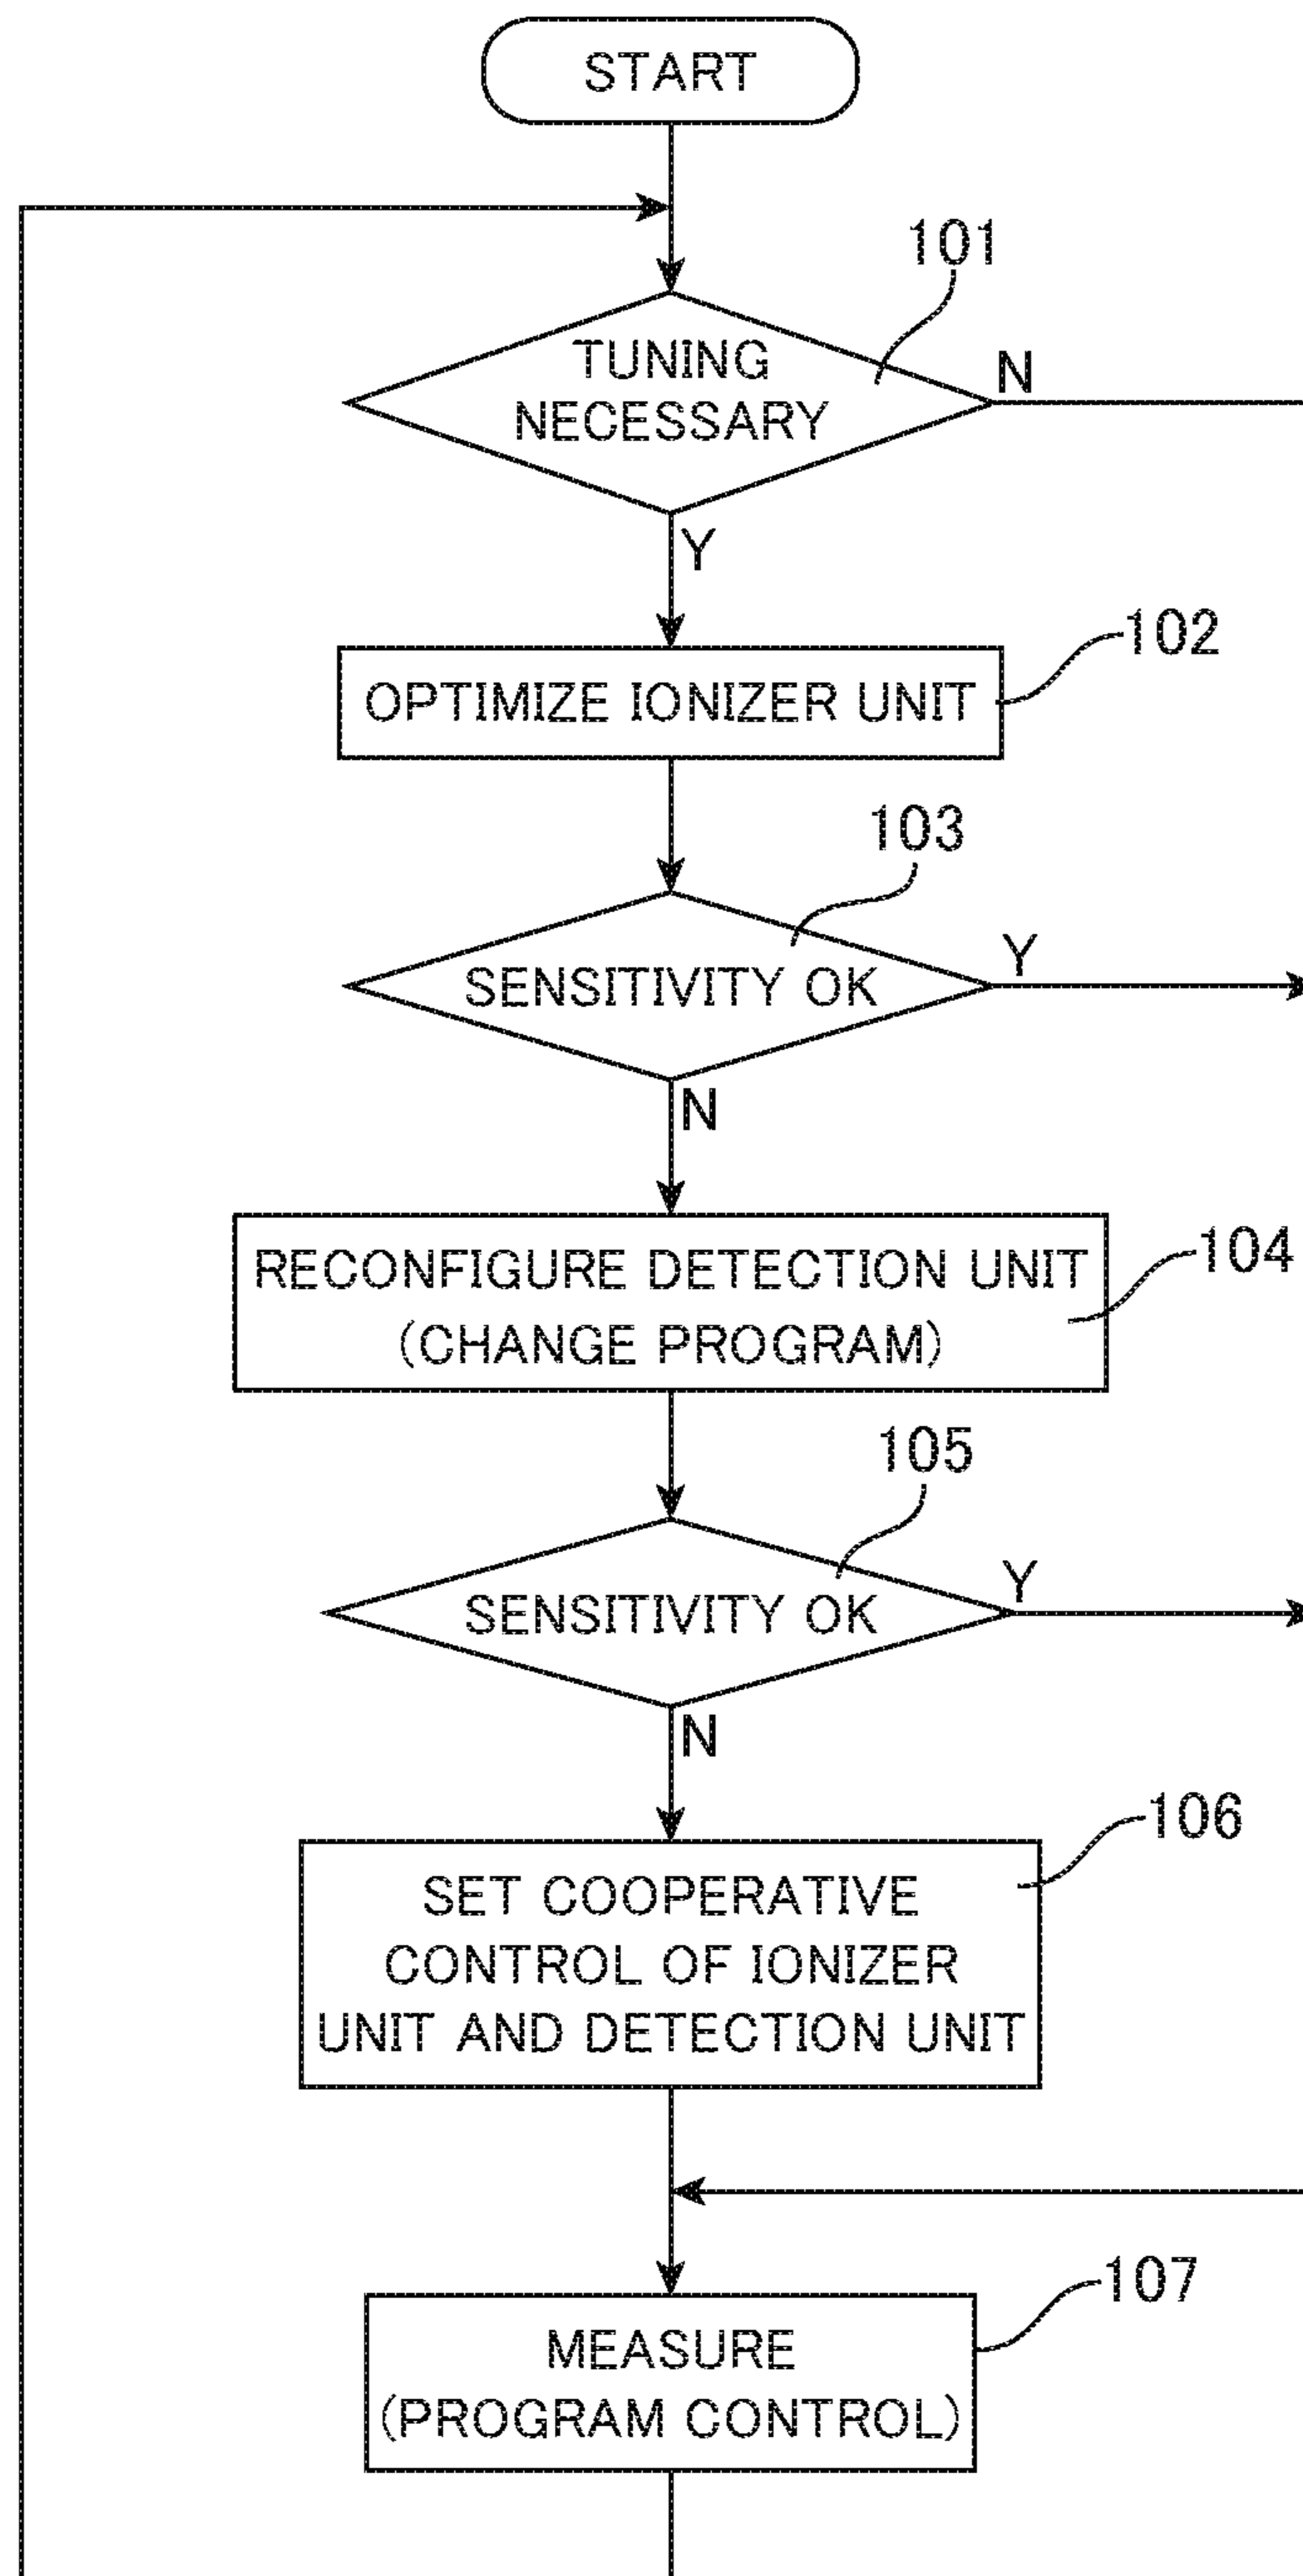 START
101
TUNING
NECESSARY
N
Y
102
OPTIMIZE IONIZER UNIT
103
SENSITIVITY OK
Y
N
RECONFIGURE DETECTION UNIT
(CHANGE PROGRAM)
104
105
SENSITIVITY OK
Y
N
106
SET COOPERATIVE
CONTROL OF IONIZER
UNIT AND DETECTION UNIT
107
MEASURE
(PROGRAM CONTROL)